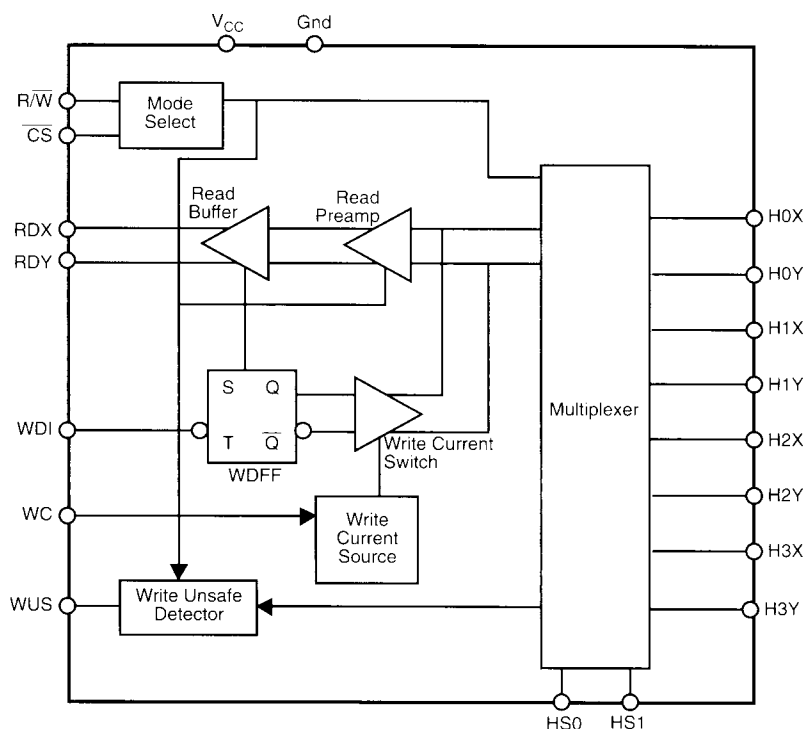 VCC
Gnd
R/W̅
Mode
Select
C̅S̅
Read
Buffer
Read
Preamp
RDX
RDY
H0X
H0Y
H1X
H1Y
S Q
Multiplexer
WDI
T Q̅
Write Current
Switch
WDFF
H2X
H2Y
WC
Write
Current
Source
H3X
WUS
Write Unsafe
Detector
H3Y
HS0
HS1